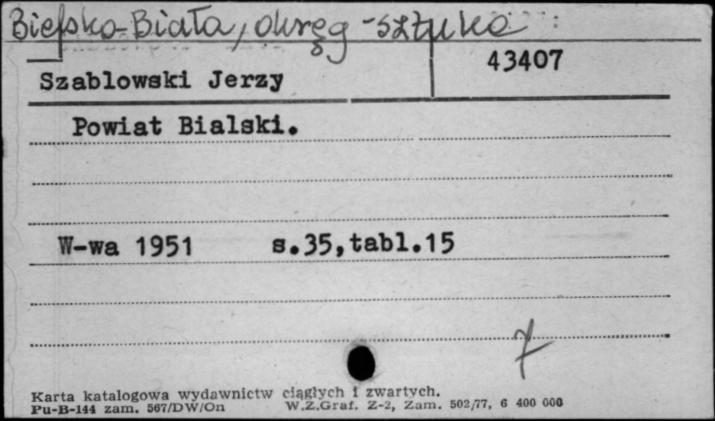 Bielsko-Biała, okręg - sztuka
43407
Szablowski Jerzy
Powiat Bialski.
W-wa 1951 s.35,tabl.15
7
Karta katalogowa wydawnictw ciągłych i zwartych.
Pu-B-144 zam. 567/DW/On W.Z.Graf. Z-2, Zam. 502/77, 6 400 000